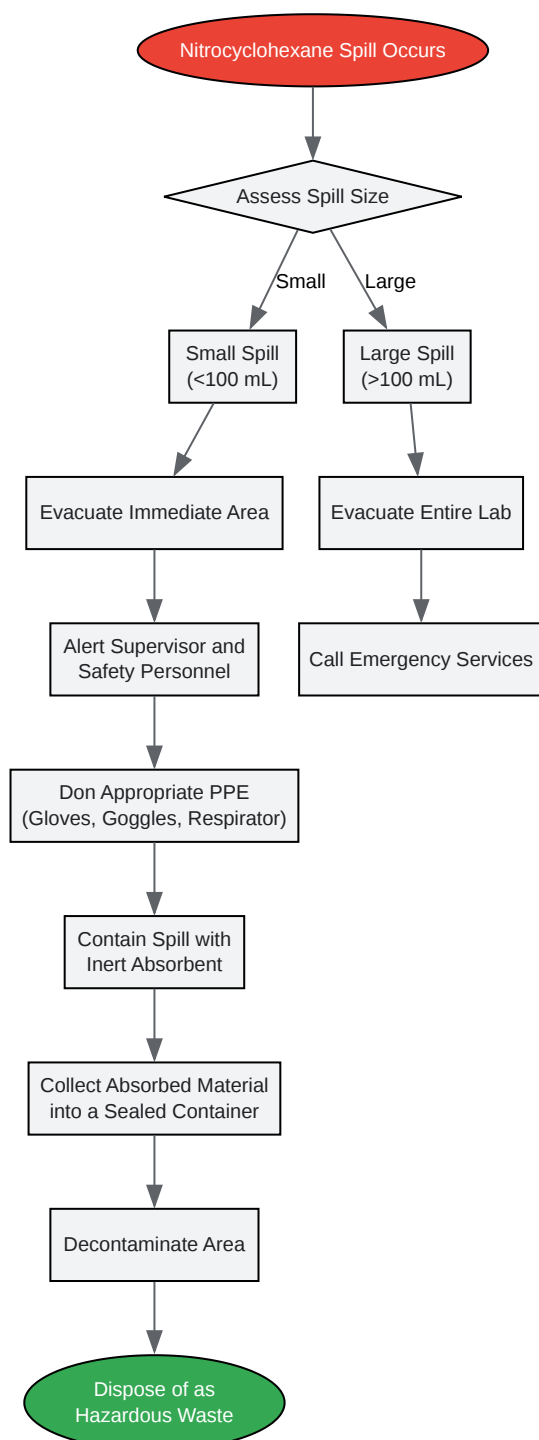 Nitrocyclohexane Spill Occurs
Assess Spill Size
Small
Large
Small Spill
(<100 mL)
Large Spill
(>100 mL)
Evacuate Immediate Area
Evacuate Entire Lab
Alert Supervisor and
Safety Personnel
Call Emergency Services
Don Appropriate PPE
(Gloves, Goggles, Respirator)
Contain Spill with
Inert Absorbent
Collect Absorbed Material
into a Sealed Container
Decontaminate Area
Dispose of as
Hazardous Waste